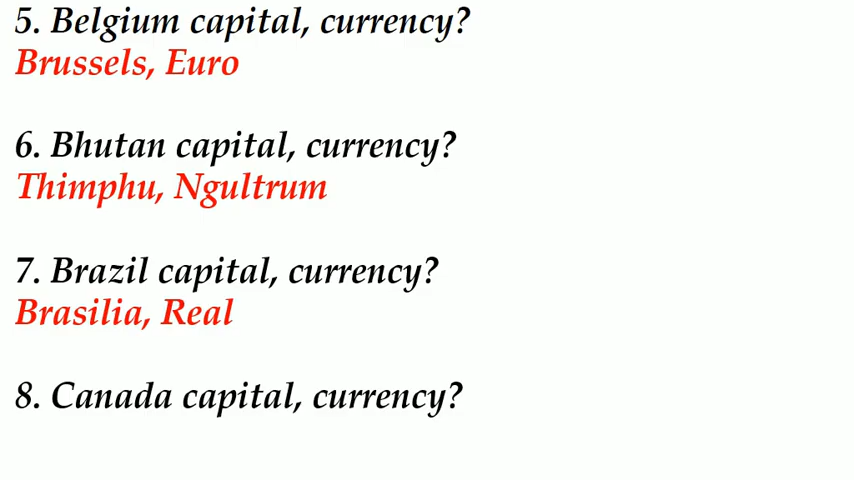 5. Belgium capital, currency?
Brussels, Euro
6. Bhutan capital, currency?
Thimphu, Ngultrum
7. Brazil capital, currency?
Brasilia, Real
8. Canada capital, currency?